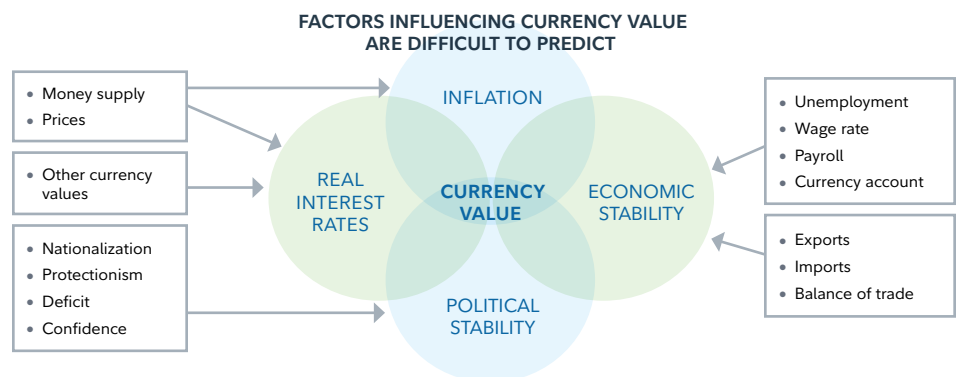 FACTORS INFLUENCING CURRENCY VALUE
ARE DIFFICULT TO PREDICT
• Money supply
• Prices
• Other currency
values
• Nationalization
• Protectionism
• Deficit
• Confidence
INFLATION
REAL
INTEREST
RATES
CURRENCY
VALUE
ECONOMIC
STABILITY
POLITICAL
STABILITY
• Unemployment
• Wage rate
• Payroll
• Currency account
• Exports
• Imports
• Balance of trade